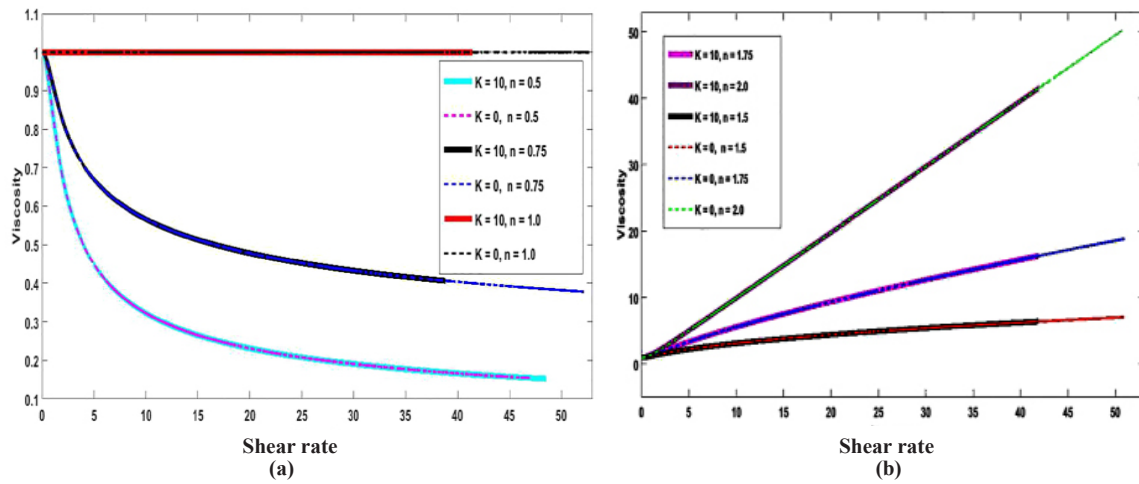 1.1
1
0.9
0.8
0.7
0.6
0.5
0.4
0.3
0.2
0.1
Viscosity
0 5 10 15 20 25 30 35 40 45 50
K = 10, n = 0.5
K = 0, n = 0.5
K = 10, n = 0.75
K = 0, n = 0.75
K = 10, n = 1.0
K = 0, n = 1.0
Shear rate
(a)
50
40
30
20
10
0
Viscosity
0 5 10 15 20 25 30 35 40 45 50
K = 10, n = 1.75
K = 10, n = 2.0
K = 10, n = 1.5
K = 0, n = 1.5
K = 0, n = 1.75
K = 0, n = 2.0
Shear rate
(b)